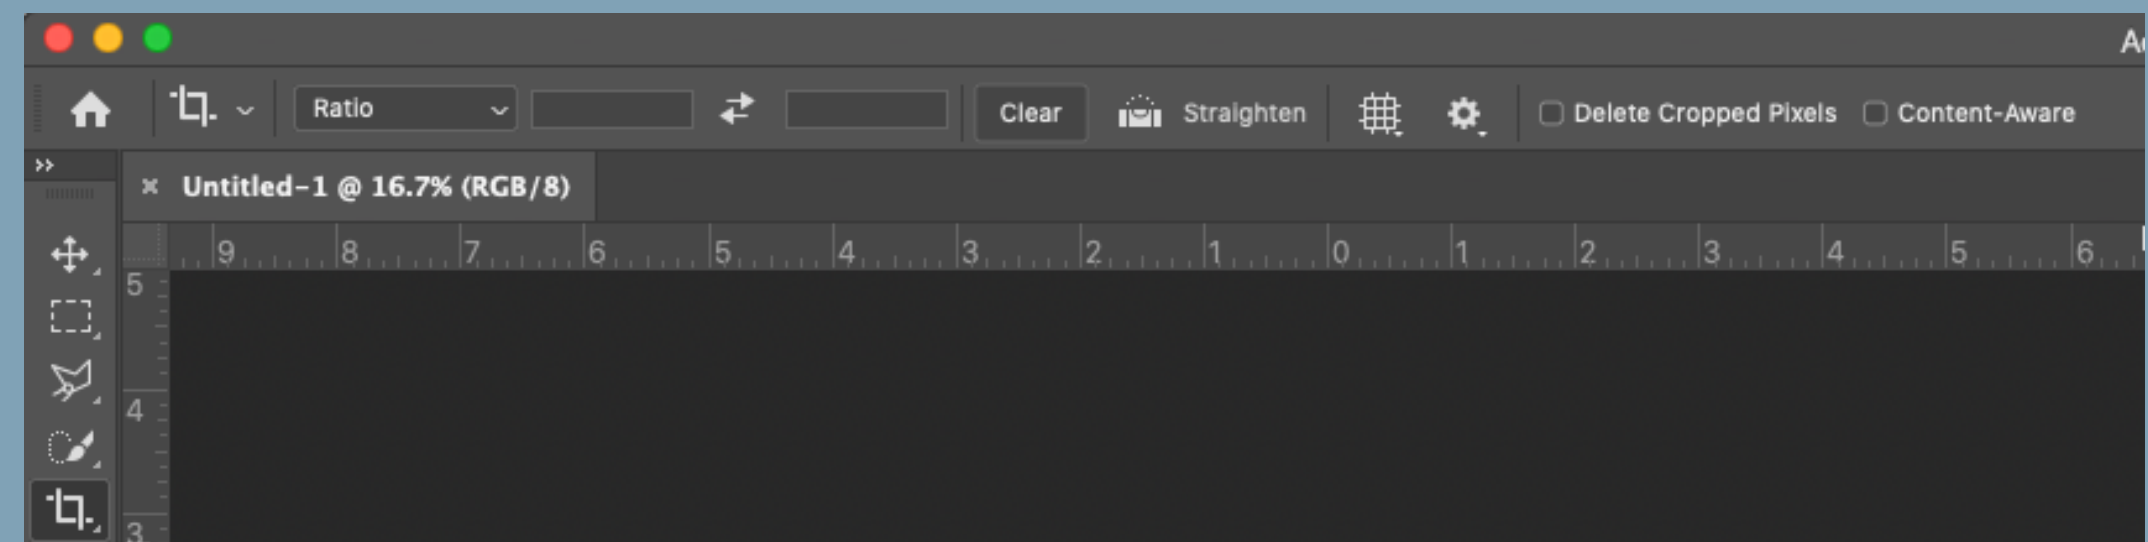 Ratio Clear Straighten Delete Cropped Pixels Content-Aware
Untitled-1 @ 16.7% (RGB/8)
9 8 7 6 5 4 3 2 1 0 1 2 3 4 5 6
5
4
3